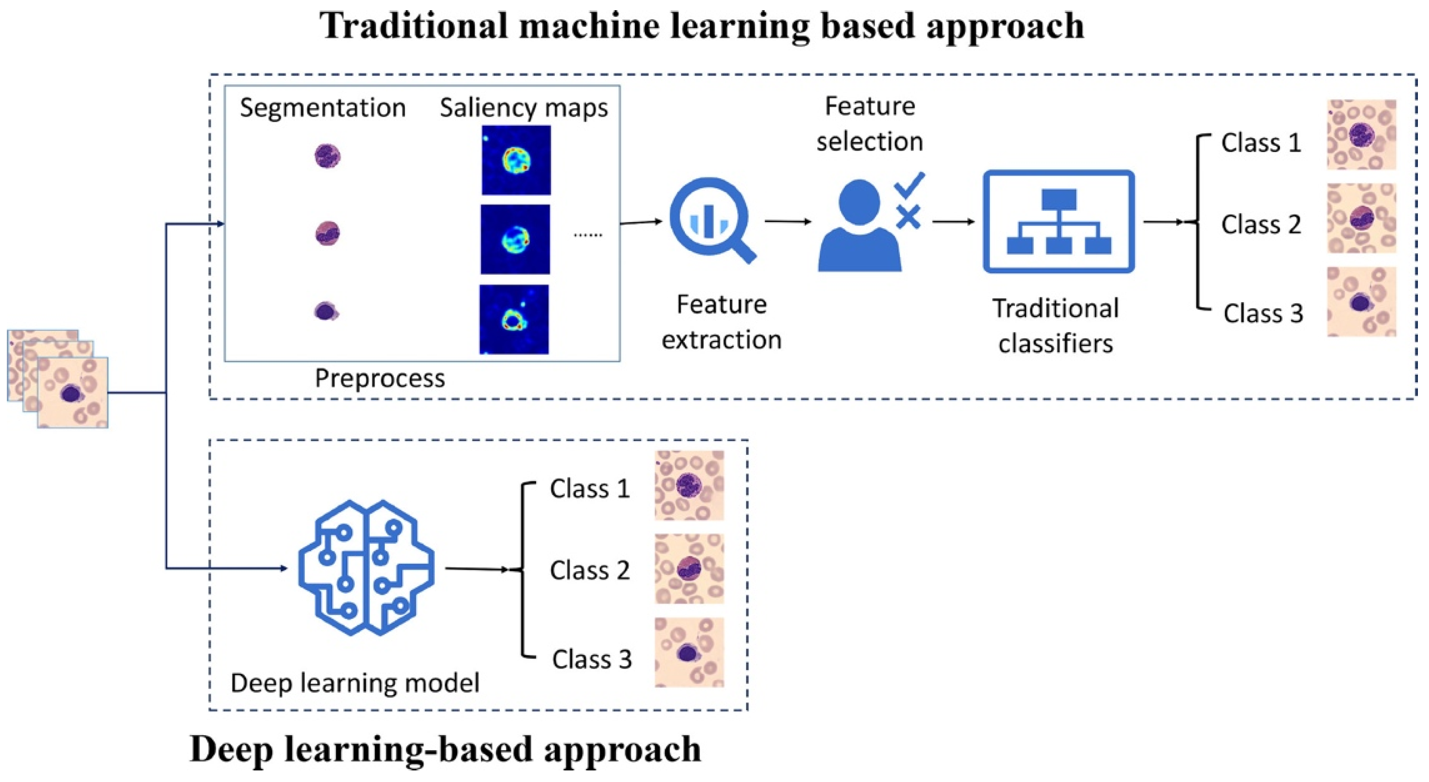 Traditional machine learning based approach
Segmentation
Saliency maps
......
Preprocess
Feature
extraction
Feature
selection
Traditional
classifiers
Class 1
Class 2
Class 3
Deep learning model
Class 1
Class 2
Class 3
Deep learning-based approach